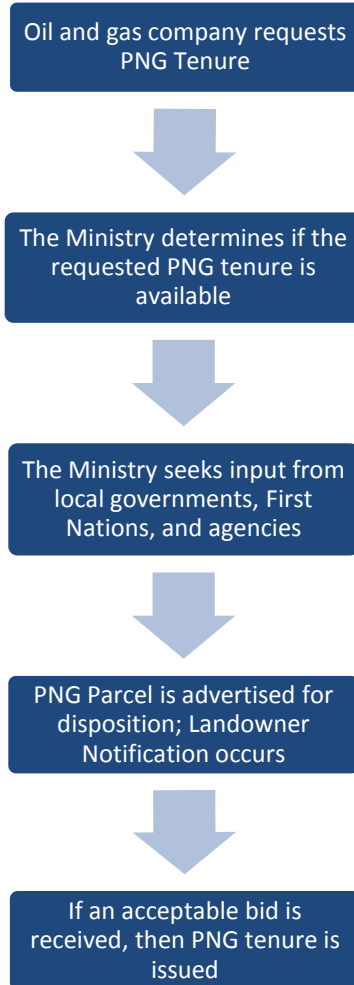 Oil and gas company requests
PNG Tenure
The Ministry determines if the
requested PNG tenure is
available
The Ministry seeks input from
local governments, First
Nations, and agencies
PNG Parcel is advertised for
disposition; Landowner
Notification occurs
If an acceptable bid is
received, then PNG tenure is
issued